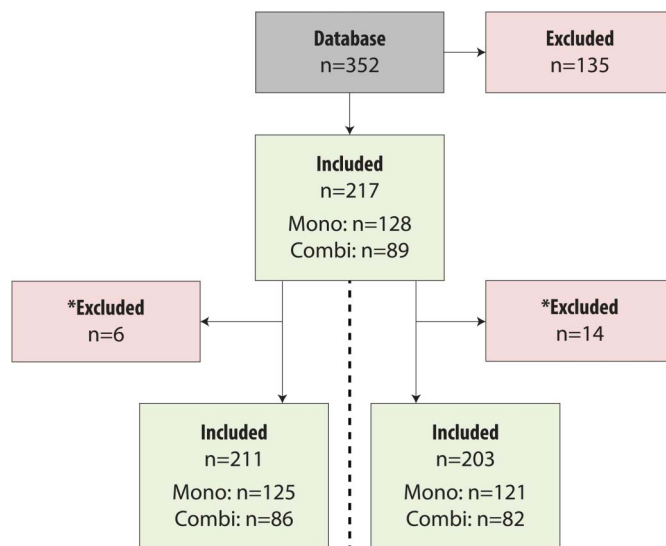 Database
n=352
Excluded
n=135
Included
n=217
Mono: n=128
Combi: n=89
*Excluded
n=6
*Excluded
n=14
Included
n=211
Mono: n=125
Combi: n=86
Included
n=203
Mono: n=121
Combi: n=82